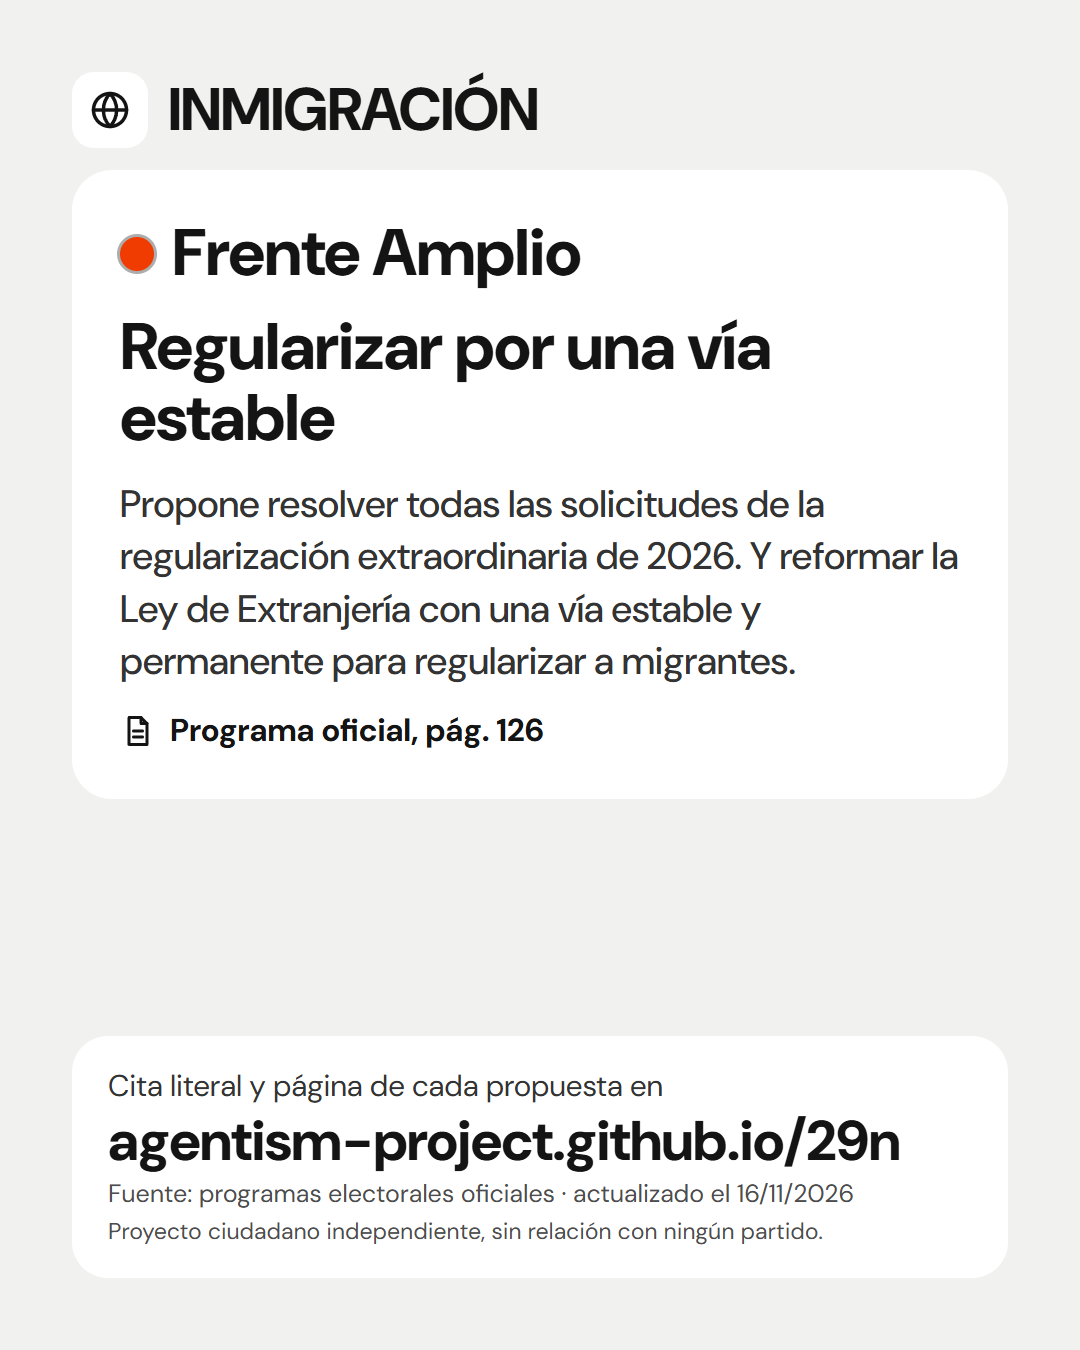 INMIGRACIÓN
Frente Amplio
Regularizar por una vía
estable
Propone resolver todas las solicitudes de la
regularización extraordinaria de 2026. Y reformar la
Ley de Extranjería con una vía estable y
permanente para regularizar a migrantes.
Programa oficial, pág. 126
Cita literal y página de cada propuesta en
agentism-project.github.io/29n
Fuente: programas electorales oficiales · actualizado el 16/11/2026
Proyecto ciudadano independiente, sin relación con ningún partido.